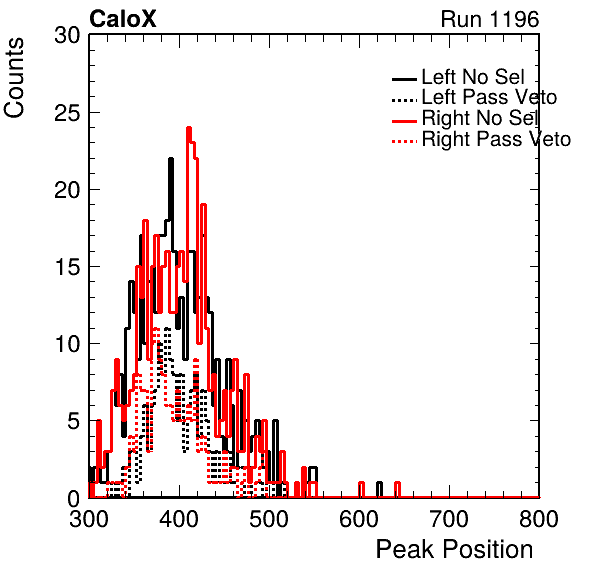 CaloX Run 1196
Counts
30
25
20
15
10
5
0
Left No Sel
Left Pass Veto
Right No Sel
Right Pass Veto
300 400 500 600 700 800
Peak Position